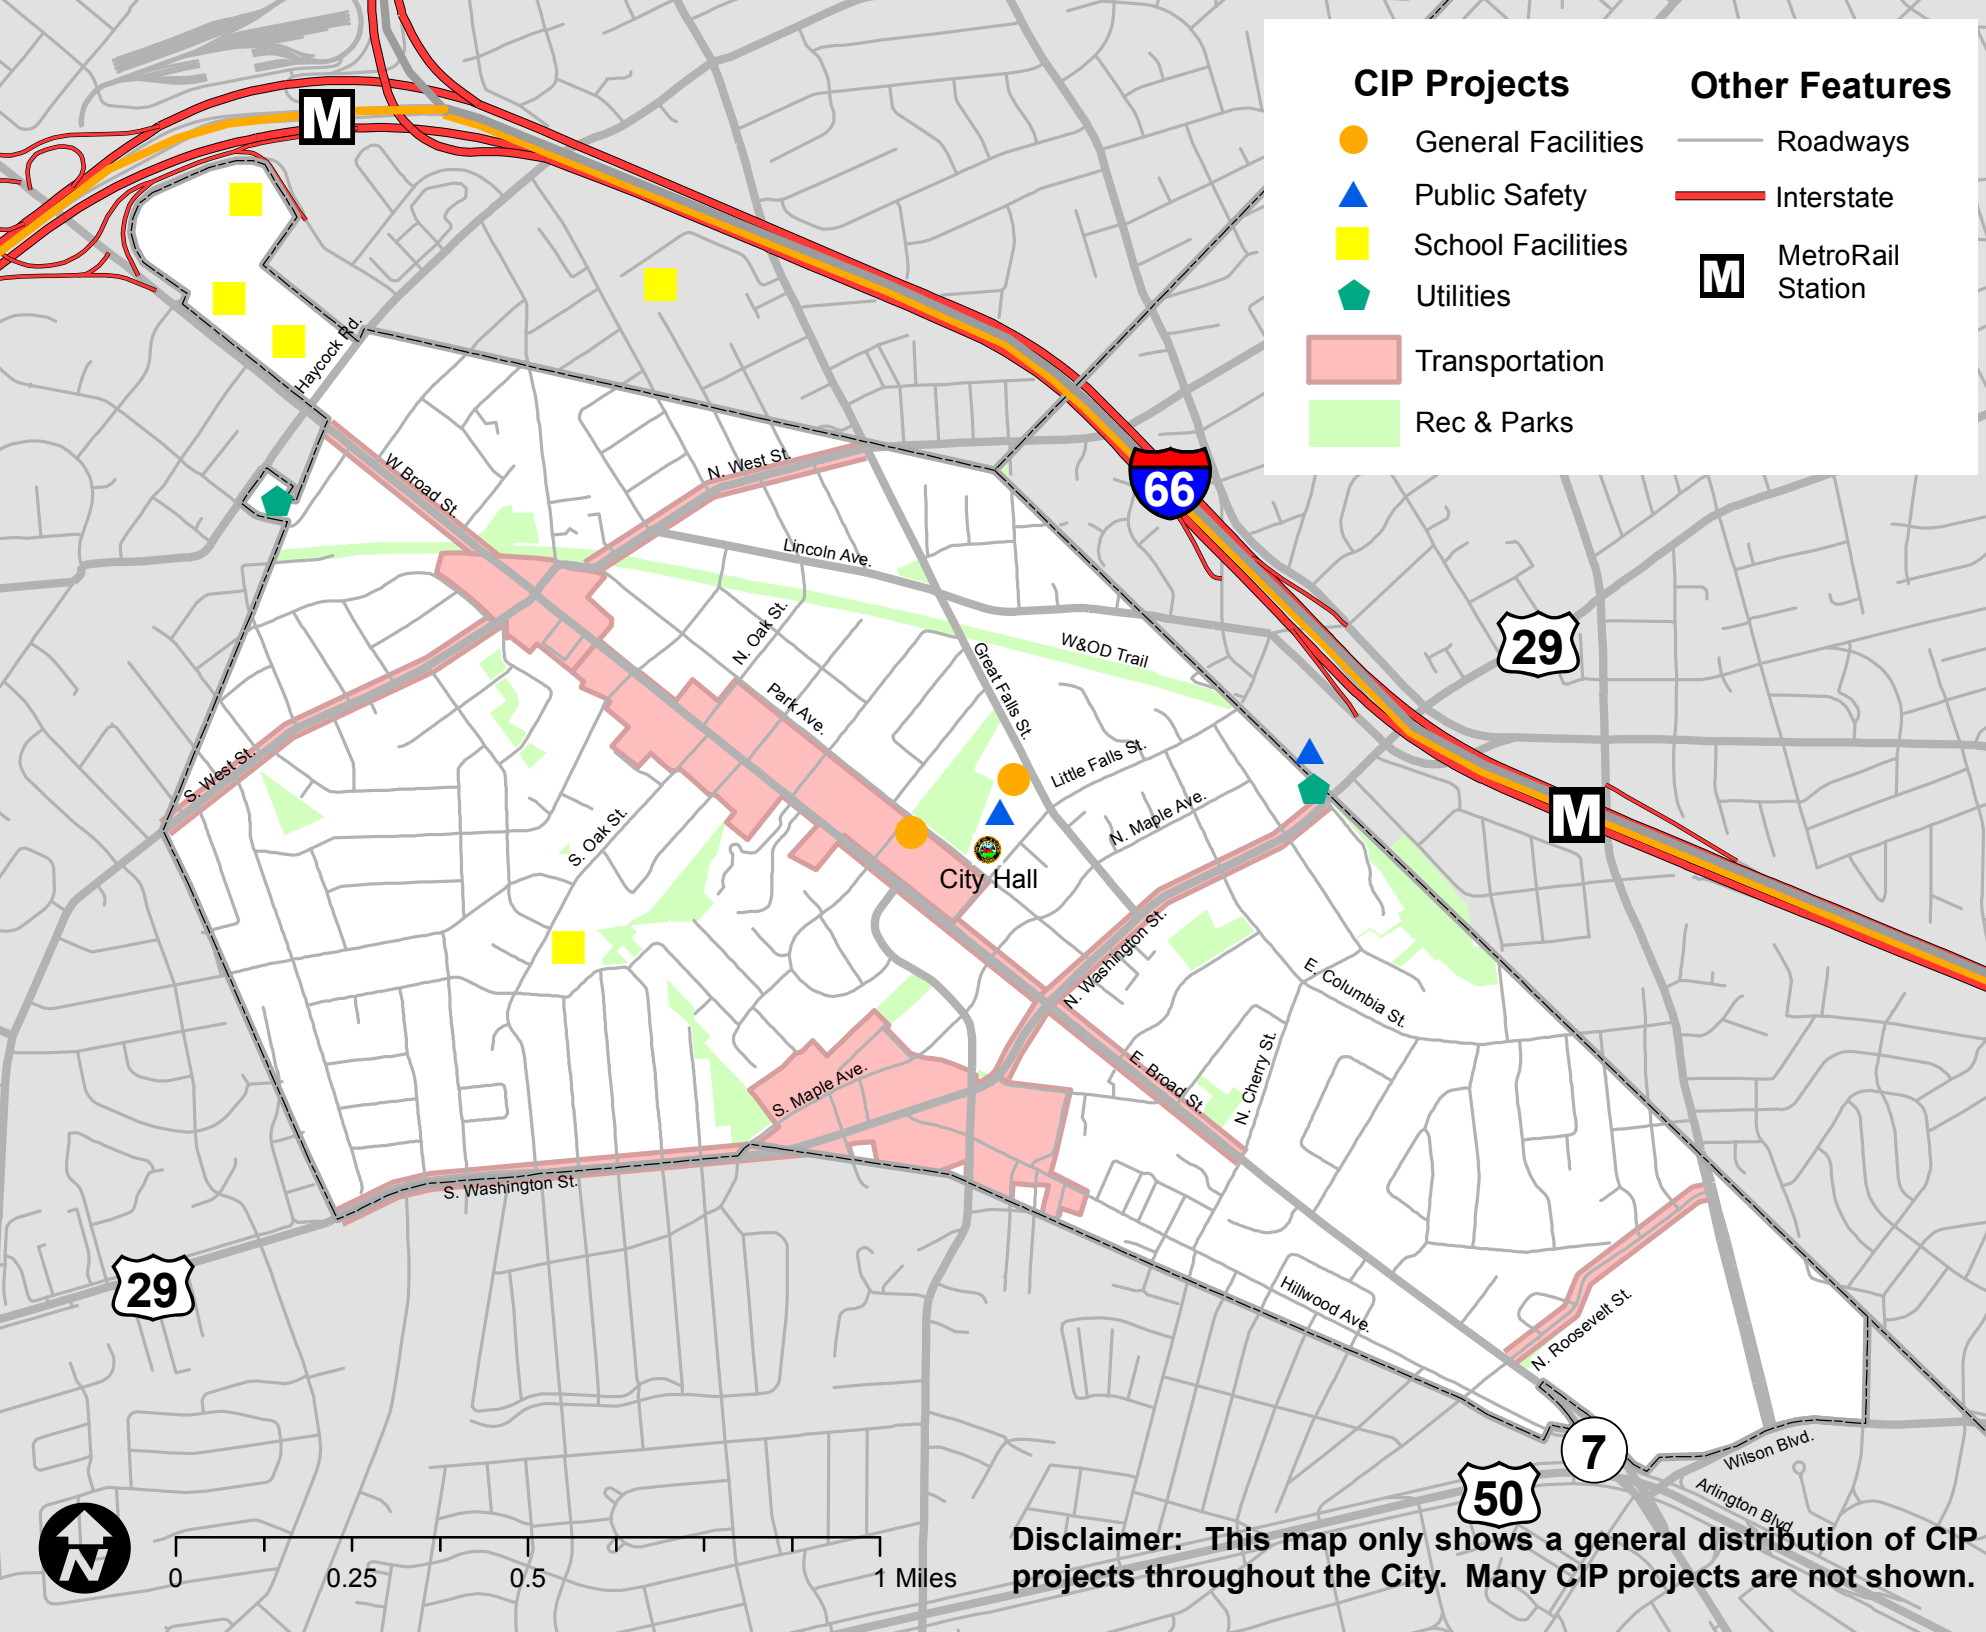 CIP Projects
General Facilities
Public Safety
School Facilities
Utilities
Transportation
Rec & Parks
Other Features
Roadways
Interstate
M
MetroRail
Station
M
Haycock Rd.
W Broad St.
N. West St.
66
Lincoln Ave.
29
N. Oak St.
W&OD Trail
Great Falls St.
Park Ave.
S. West St.
Little Falls St.
N. Maple Ave.
M
S. Oak St.
City Hall
N. Washington St.
E. Columbia St.
S. Maple Ave.
E. Broad St.
N. Cherry St.
S. Washington St.
29
Hillwood Ave.
N. Roosevelt St.
7
Wilson Blvd.
50
Arlington Blvd.
N
0
0.25
0.5
1 Miles
Disclaimer: This map only shows a general distribution of CIP
projects throughout the City. Many CIP projects are not shown.